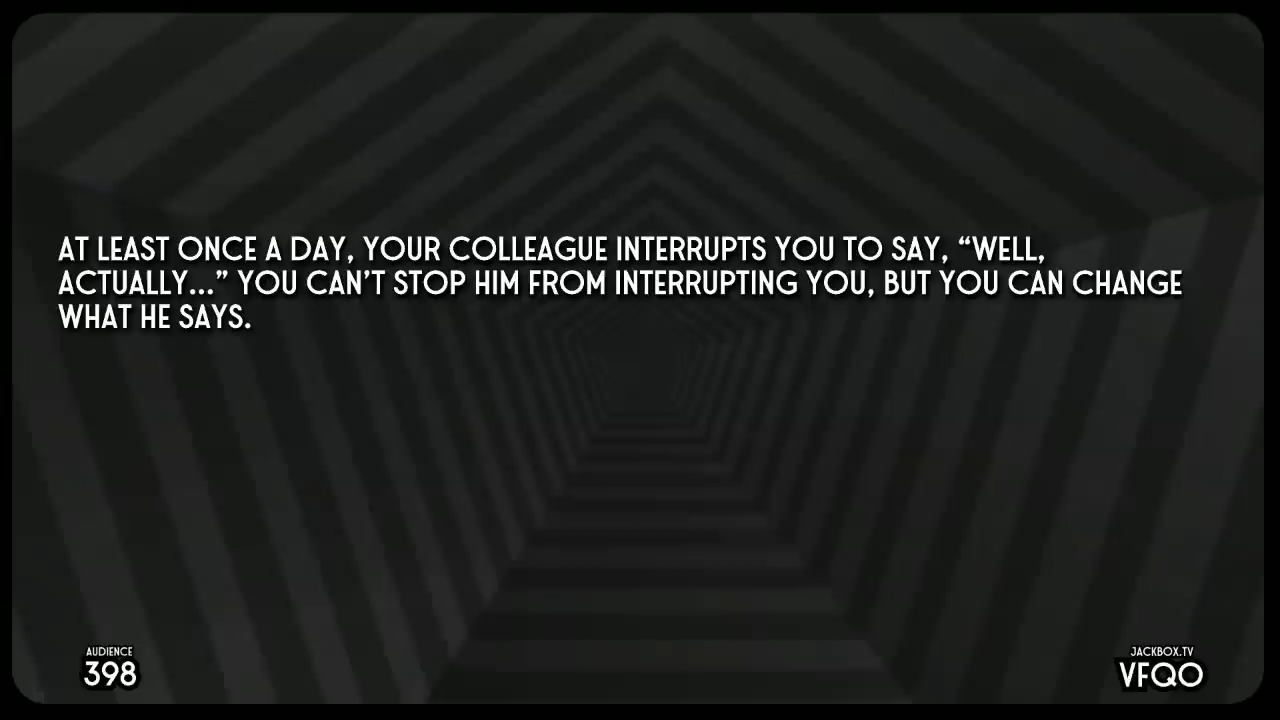 AT LEAST ONCE A DAY, YOUR COLLEAGUE INTERRUPTS YOU TO SAY, “WELL,
ACTUALLY...” YOU CAN’T STOP HIM FROM INTERRUPTING YOU, BUT YOU CAN CHANGE
WHAT HE SAYS.
AUDIENCE
398
JACKBOX.TV
VFQO